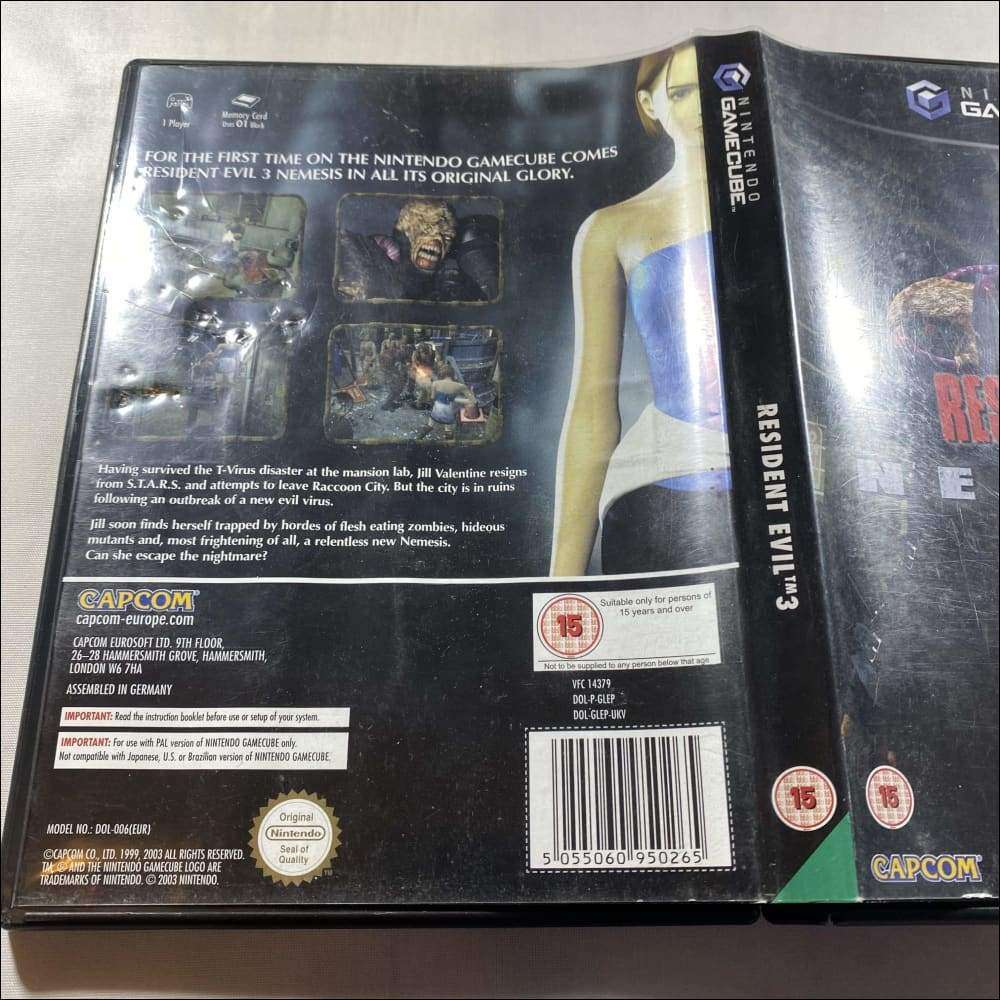 1 Player
Memory Card
Uses 01 Block
FOR THE FIRST TIME ON THE NINTENDO GAMECUBE COMES
RESIDENT EVIL 3 NEMESIS IN ALL ITS ORIGINAL GLORY.
Having survived the T-Virus disaster at the mansion lab, Jill Valentine resigns
from S.T.A.R.S. and attempts to leave Raccoon City. But the city is in ruins
following an outbreak of a new evil virus.
Jill soon finds herself trapped by hordes of flesh eating zombies, hideous
mutants and, most frightening of all, a relentless new Nemesis.
Can she escape the nightmare?
CAPCOM®
capcom-europe.com
CAPCOM EUROSOFT LTD. 9TH FLOOR,
26–28 HAMMERSMITH GROVE, HAMMERSMITH,
LONDON W6 7HA
ASSEMBLED IN GERMANY
IMPORTANT: Read the instruction booklet before use or setup of your system.
IMPORTANT: For use with PAL version of NINTENDO GAMECUBE only.
Not compatible with Japanese, U.S. or Brazilian version of NINTENDO GAMECUBE.
MODEL NO.: DOL-006(EUR)
©CAPCOM CO., LTD. 1999, 2003 ALL RIGHTS RESERVED.
TM, ® AND THE NINTENDO GAMECUBE LOGO ARE
TRADEMARKS OF NINTENDO. © 2003 NINTENDO.
Original
Nintendo
Seal of
Quality
TM
15
Suitable only for persons of
15 years and over
Not to be supplied to any person below that age
VFC 14379
DOL-P-GLEP
DOL-GLEP-UKV
5 055060 950265
NINTENDO
GAMECUBE™
RESIDENT EVIL™ 3
15
NI
GA
RES
NE
15
CAPCOM